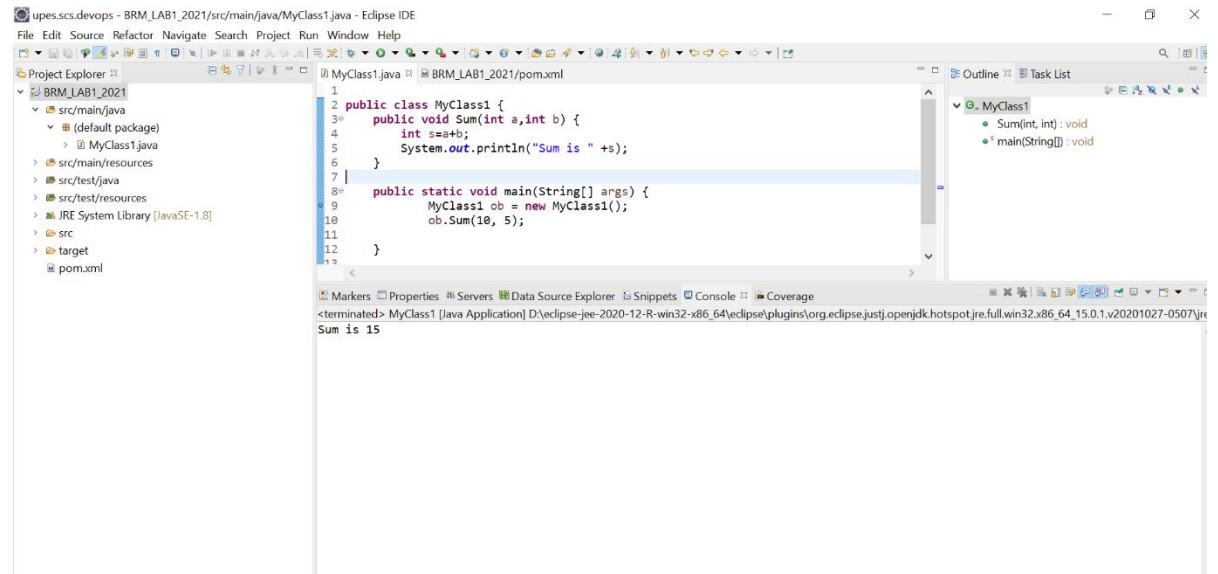 upes.scs.devops - BRM_LAB1_2021/src/main/java/MyClass1.java - Eclipse IDE
File Edit Source Refactor Navigate Search Project Run Window Help
Project Explorer
BRM_LAB1_2021
src/main/java
(default package)
MyClass1.java
src/main/resources
src/test/java
src/test/resources
JRE System Library [JavaSE-1.8]
src
target
pom.xml
MyClass1.java BRM_LAB1_2021/pom.xml
1
2 public class MyClass1 {
3 public void Sum(int a,int b) {
4 int s=a+b;
5 System.out.println("Sum is " +s);
6 }
7
8 public static void main(String[] args) {
9 MyClass1 ob = new MyClass1();
10 ob.Sum(10, 5);
11
12 }
13
Outline Task List
MyClass1
Sum(int, int) : void
main(String[]) : void
Markers Properties Servers Data Source Explorer Snippets Console Coverage
<terminated> MyClass1 [Java Application] D:\eclipse-jee-2020-12-R-win32-x86_64\eclipse\plugins\org.eclipse.justj.openjdk.hotspot.jre.full.win32.x86_64_15.0.1.v20201027-0507\jre
Sum is 15